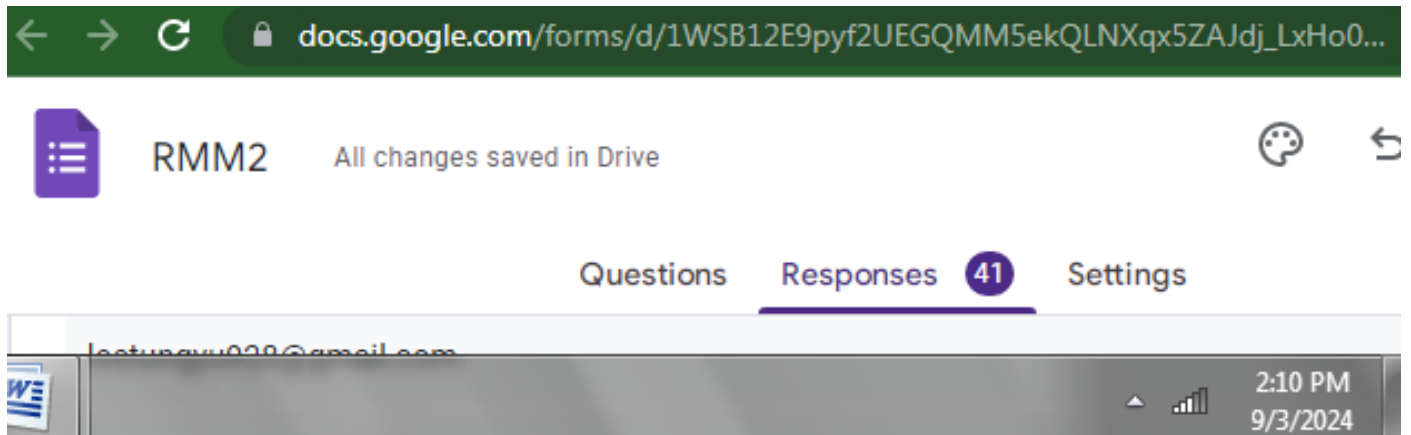 docs.google.com/forms/d/1WSB12E9pyf2UEGQMM5ekQLNXqx5ZAJdj_LxHo0...
RMM2 All changes saved in Drive
Questions Responses 41 Settings
W
2:10 PM
9/3/2024